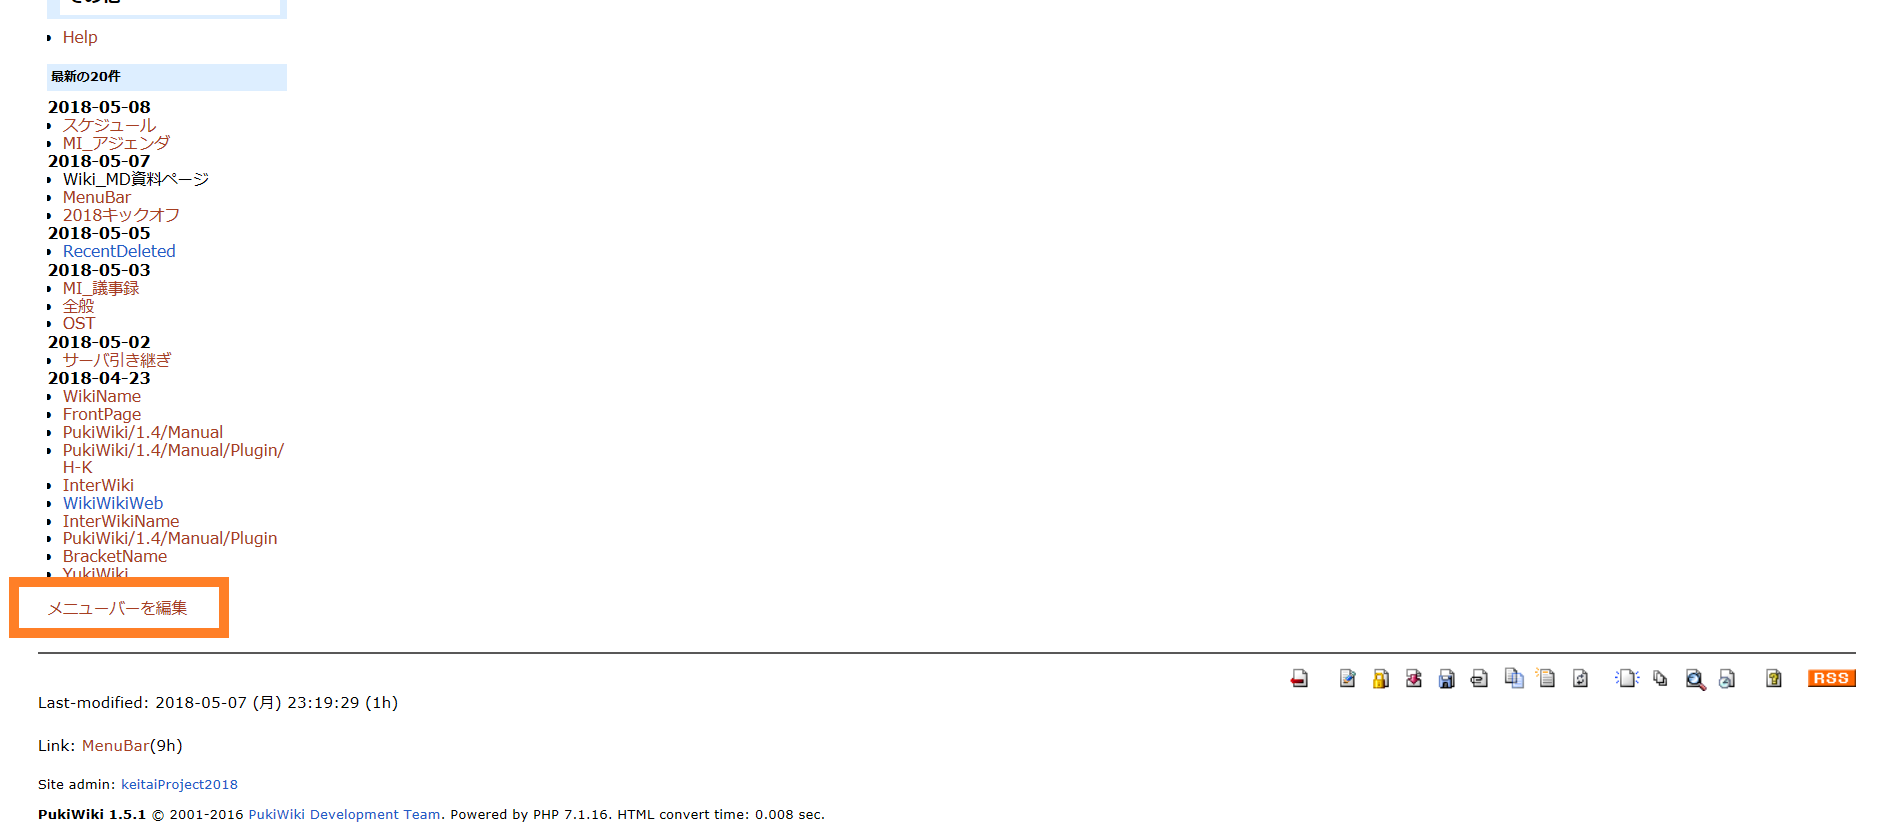 Help
最新の20件
2018-05-08
スケジュール
MI_アジェンダ
2018-05-07
Wiki_MD資料ページ
MenuBar
2018キックオフ
2018-05-05
RecentDeleted
2018-05-03
MI_議事録
全般
OST
2018-05-02
サーバ引き継ぎ
2018-04-23
WikiName
FrontPage
PukiWiki/1.4/Manual
PukiWiki/1.4/Manual/Plugin/
H-K
InterWiki
WikiWikiWeb
InterWikiName
PukiWiki/1.4/Manual/Plugin
BracketName
YukiWiki
メニューバーを編集
RSS
Last-modified: 2018-05-07 (月) 23:19:29 (1h)
Link: MenuBar(9h)
Site admin: keitaiProject2018
PukiWiki 1.5.1 © 2001-2016 PukiWiki Development Team. Powered by PHP 7.1.16. HTML convert time: 0.008 sec.